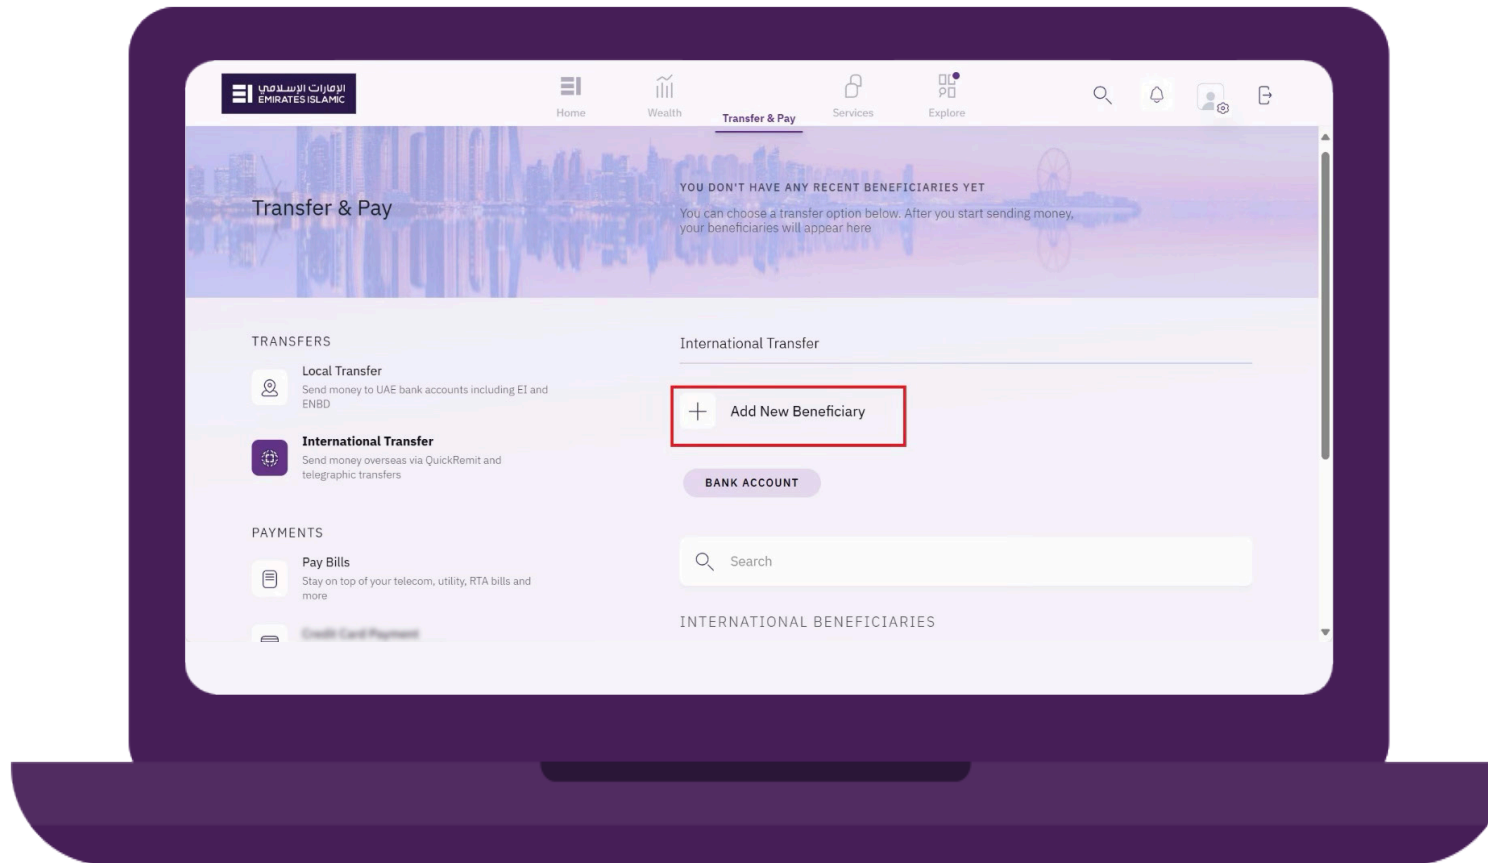 الإمارات الإسلامي
EMIRATES ISLAMIC
Home
Wealth
Transfer & Pay
Services
Explore
Transfer & Pay
YOU DON'T HAVE ANY RECENT BENEFICIARIES YET
You can choose a transfer option below. After you start sending money,
your beneficiaries will appear here
TRANSFERS
Local Transfer
Send money to UAE bank accounts including EI and
ENBD
International Transfer
Send money overseas via QuickRemit and
telegraphic transfers
PAYMENTS
Pay Bills
Stay on top of your telecom, utility, RTA bills and
more
Credit Card Payment
International Transfer
Add New Beneficiary
BANK ACCOUNT
Search
INTERNATIONAL BENEFICIARIES